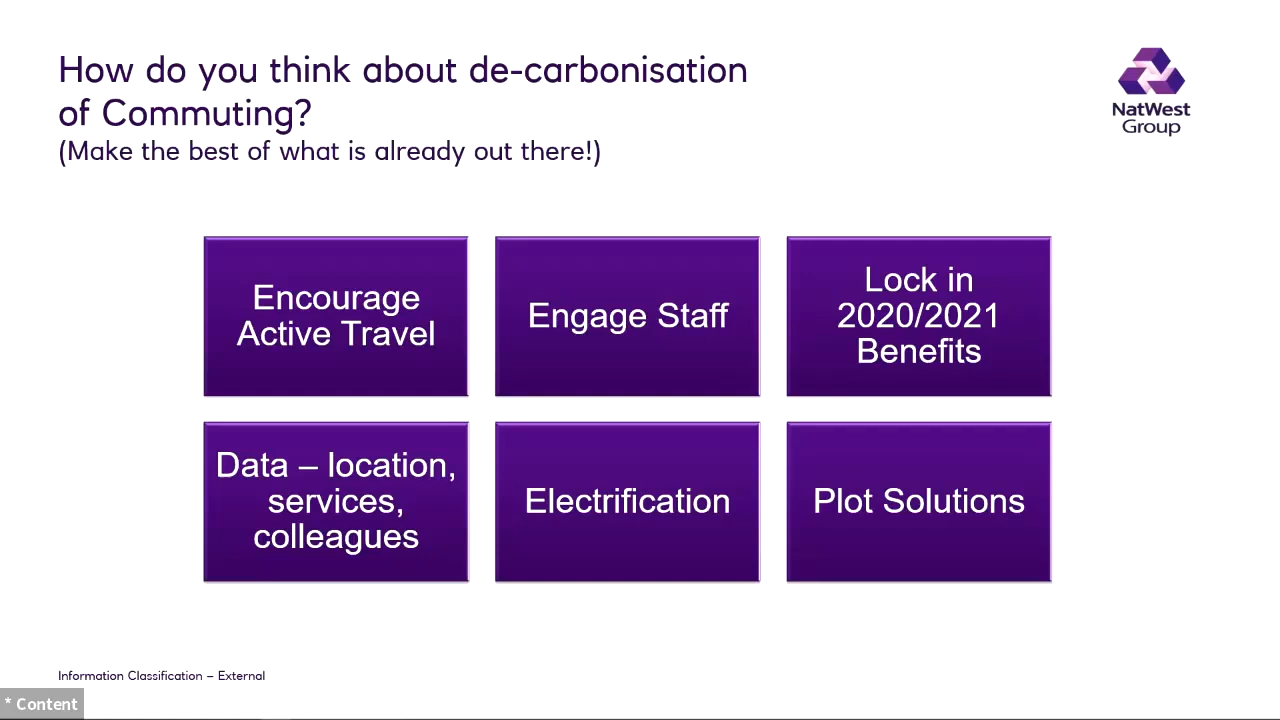 How do you think about de-carbonisation
of Commuting?
(Make the best of what is already out there!)
NatWest
Group
Encourage
Active Travel
Engage Staff
Lock in
2020/2021
Benefits
Data – location,
services,
colleagues
Electrification
Plot Solutions
Information Classification – External
* Content